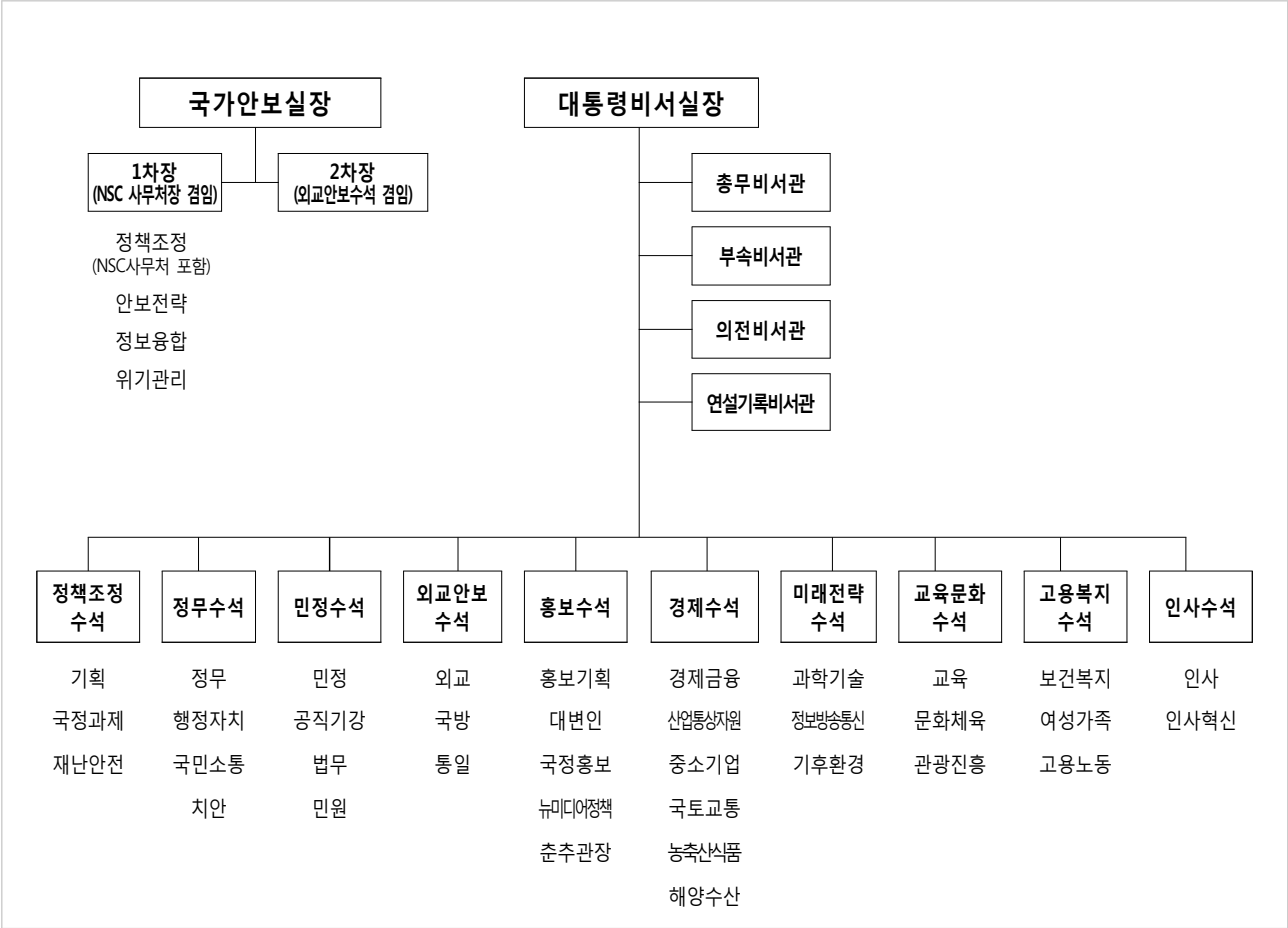 국가안보실장
대통령비서실장
1차장
(NSC 사무처장 겸임)
2차장
(외교안보수석 겸임)
정책조정
(NSC사무처 포함)
안보전략
정보융합
위기관리
총무비서관
부속비서관
의전비서관
연설기록비서관
정책조정
수석
기획
국정과제
재난안전
정무수석
정무
행정자치
국민소통
치안
민정수석
민정
공직기강
법무
민원
외교안보
수석
외교
국방
통일
홍보수석
홍보기획
대변인
국정홍보
뉴미디어정책
춘추관장
경제수석
경제금융
산업통상자원
중소기업
국토교통
농축산식품
해양수산
미래전략
수석
과학기술
정보방송통신
기후환경
교육문화
수석
교육
문화체육
관광진흥
고용복지
수석
보건복지
여성가족
고용노동
인사수석
인사
인사혁신